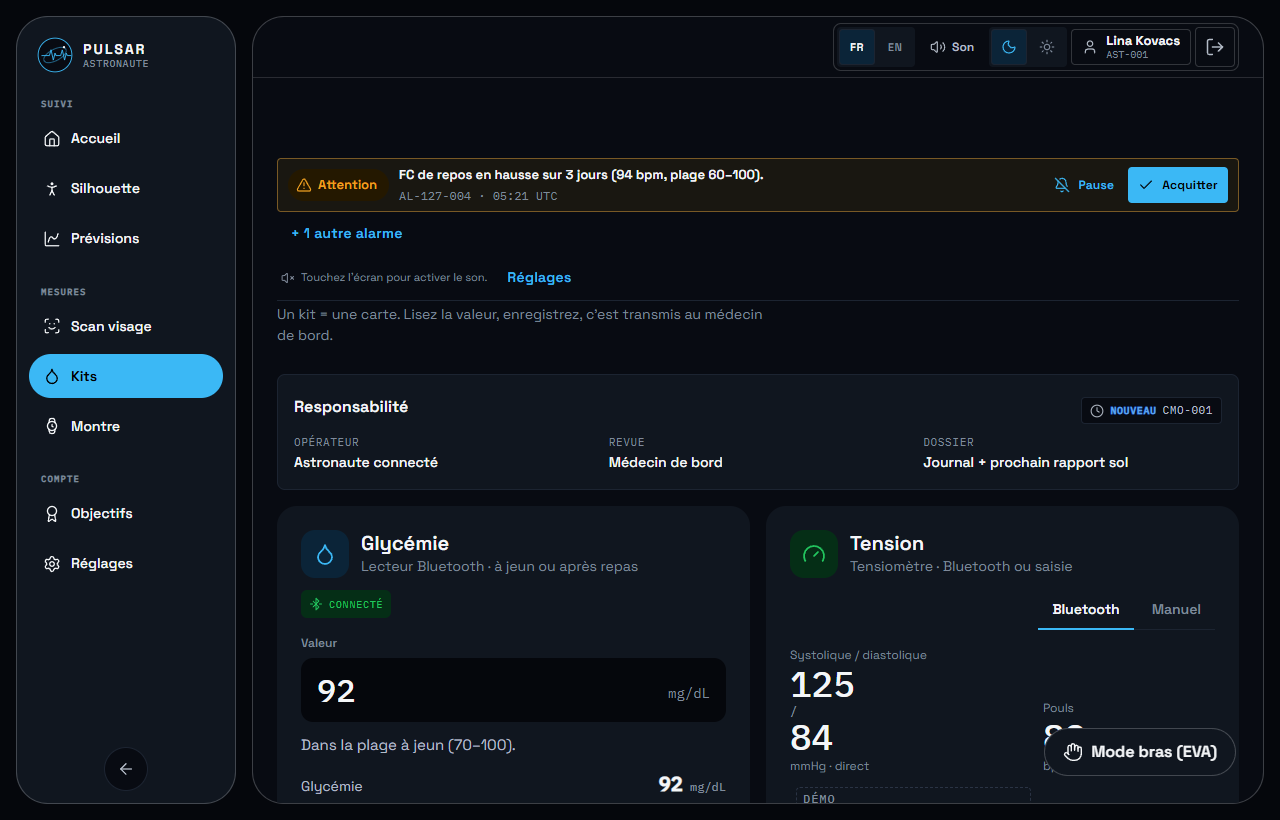 PULSAR
ASTRONAUTE
SUIVI
Accueil
Silhouette
Prévisions
MESURES
Scan visage
Kits
Montre
COMPTE
Objectifs
Réglages
FR
EN
Son
Lina Kovacs
AST-001
Attention
FC de repos en hausse sur 3 jours (94 bpm, plage 60–100).
AL-127-004 · 05:21 UTC
Pause
Acquitter
+ 1 autre alarme
Touchez l'écran pour activer le son.
Réglages
Un kit = une carte. Lisez la valeur, enregistrez, c'est transmis au médecin
de bord.
Responsabilité
NOUVEAU CMO-001
OPÉRATEUR
Astronaute connecté
REVUE
Médecin de bord
DOSSIER
Journal + prochain rapport sol
Glycémie
Lecteur Bluetooth · à jeun ou après repas
CONNECTÉ
Valeur
92
mg/dL
Dans la plage à jeun (70–100).
Glycémie
92 mg/dL
Tension
Tensiomètre · Bluetooth ou saisie
Bluetooth
Manuel
Systolique / diastolique
125
/
84
mmHg · direct
Pouls
Mode bras (EVA)
DÉMO